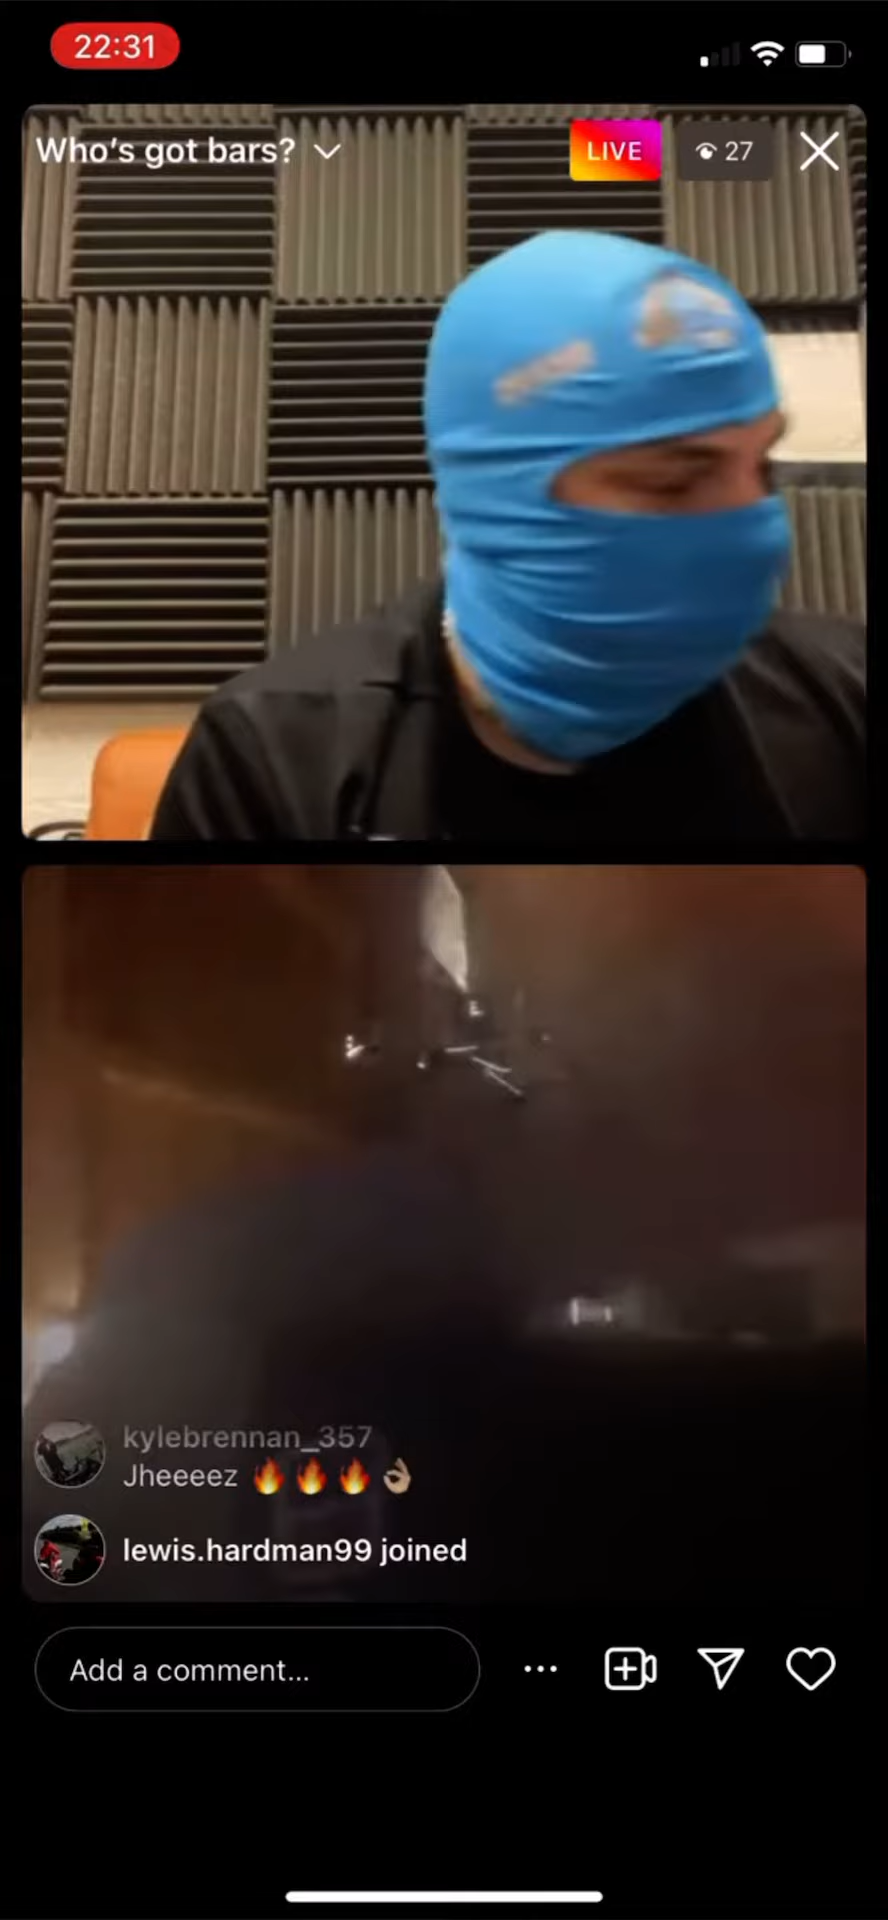 22:31
Who's got bars?
LIVE
27
kylebrennan_357
Jheeeez 🔥🔥🔥👌🏼
lewis.hardman99 joined
Add a comment...